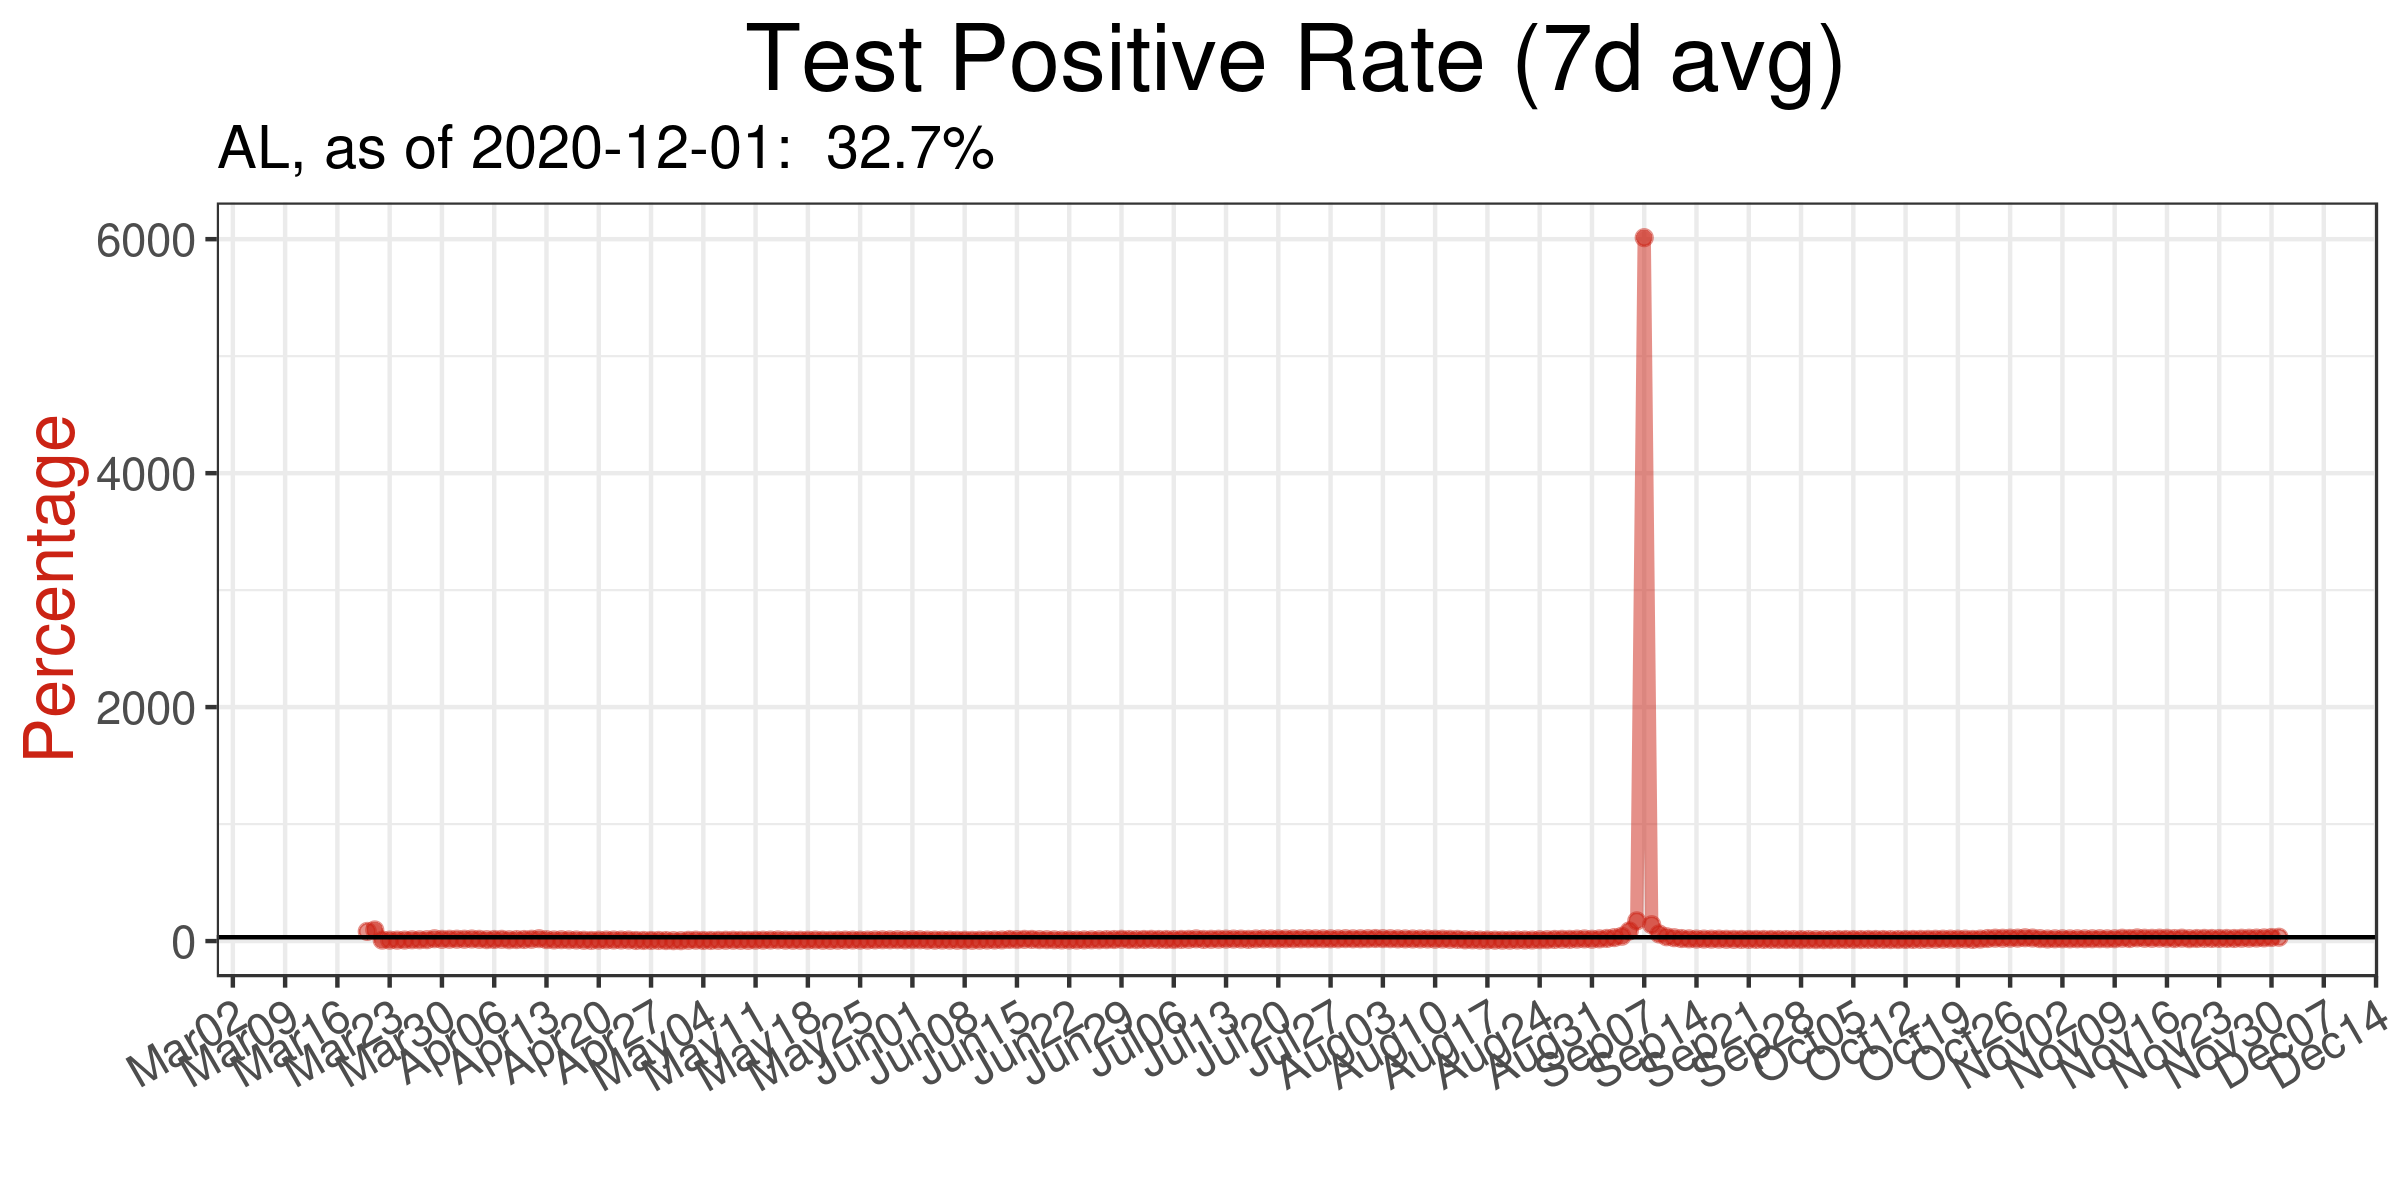 Test Positive Rate (7d avg)
AL, as of 2020-12-01:  32.7%
Percentage
6000
4000
2000
0
Mar02
Mar09
Mar16
Mar23
Mar30
Apr06
Apr13
Apr20
Apr27
May04
May11
May18
May25
Jun01
Jun08
Jun15
Jun22
Jun29
Jul06
Jul13
Jul20
Jul27
Aug03
Aug10
Aug17
Aug24
Aug31
Sep07
Sep14
Sep21
Sep28
Oct05
Oct12
Oct19
Oct26
Nov02
Nov09
Nov16
Nov23
Nov30
Dec07
Dec14